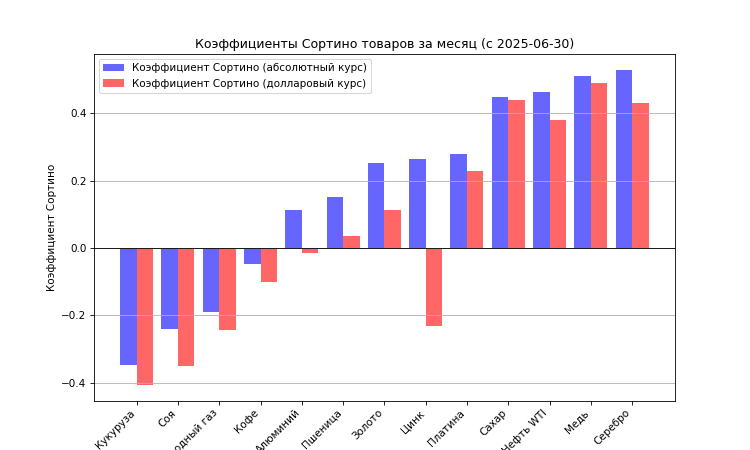 Коэффициенты Сортино товаров за месяц (с 2025-06-30)
Коэффициент Сортино (абсолютный курс)
Коэффициент Сортино (долларовый курс)
Коэффициент Сортино
0.4
0.2
0.0
−0.2
−0.4
Кукуруза
Соя
одный газ
Кофе
Алюминий
Пшеница
Золото
Цинк
Платина
Сахар
Нефть WTI
Медь
Серебро